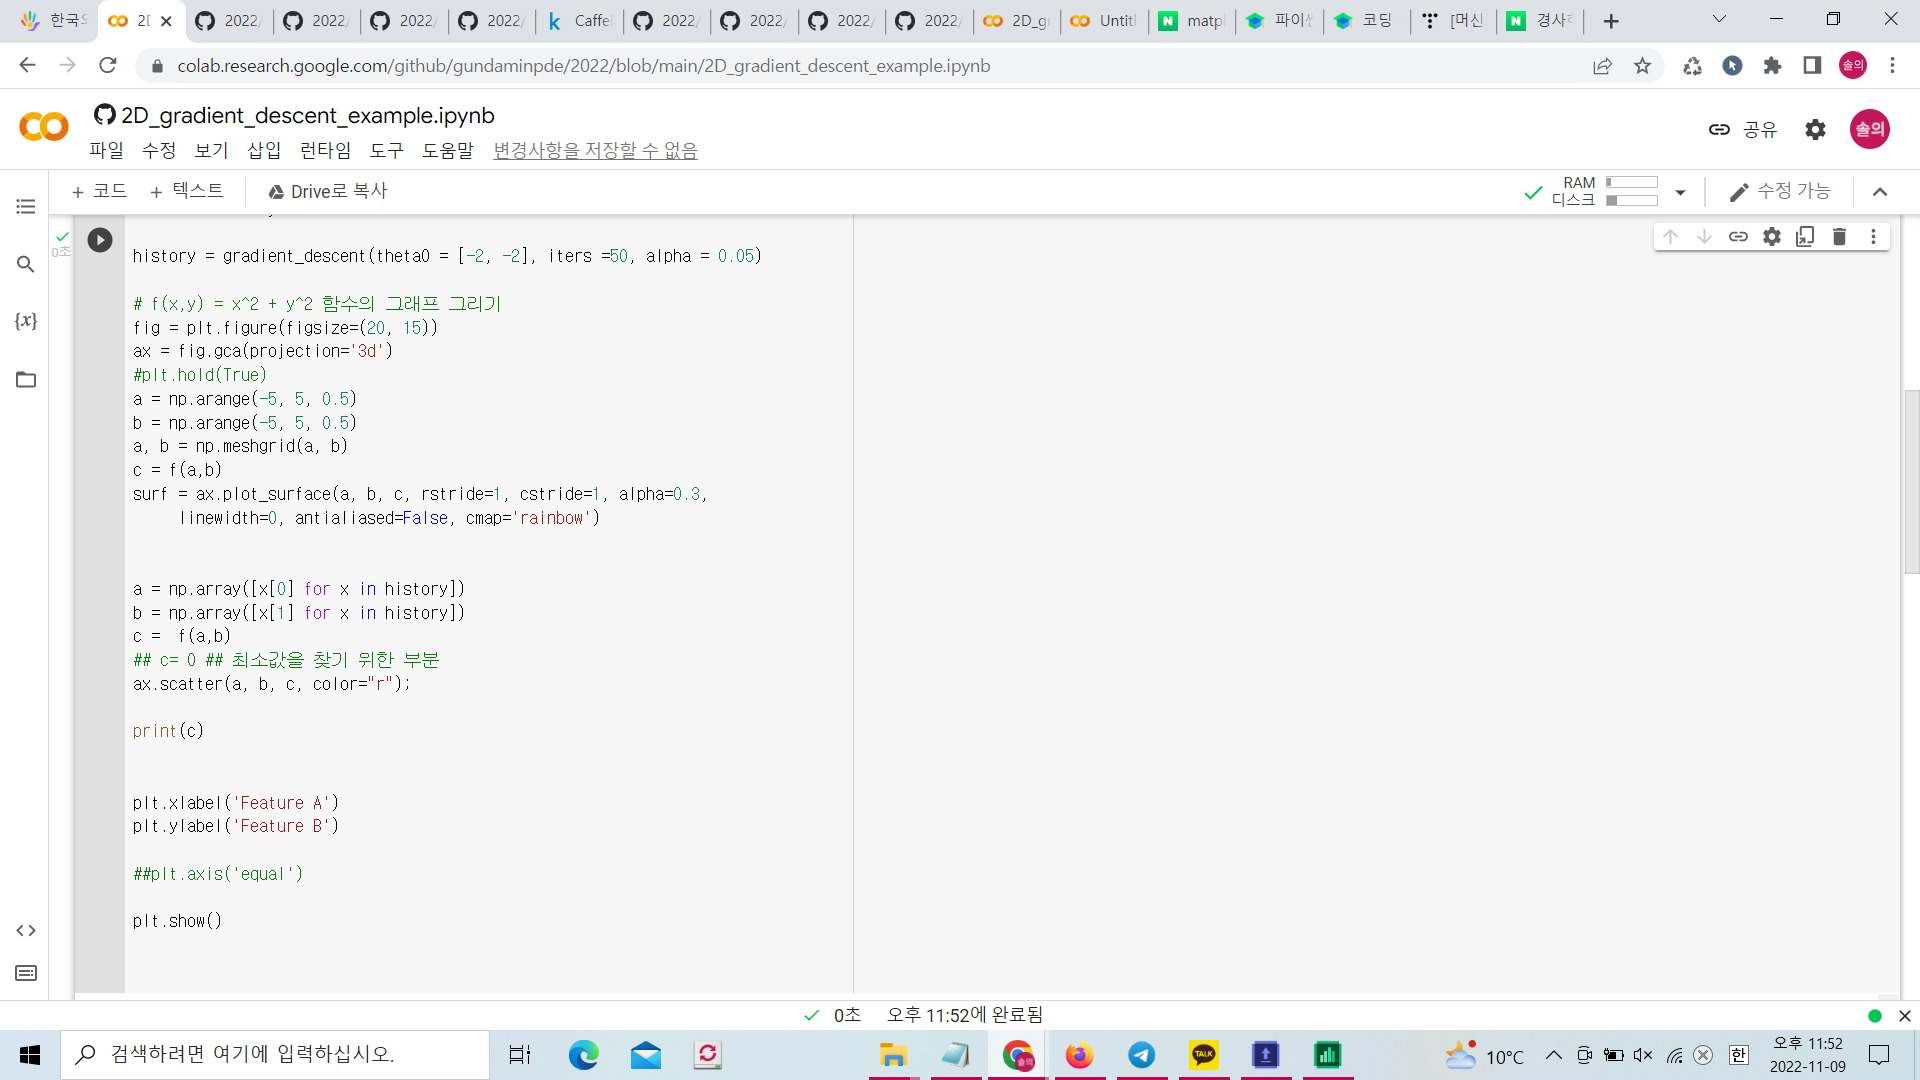 한국
2D
2022/
2022/
2022/
2022/
Caffe
2022/
2022/
2022/
2022/
2D_g
Untitl
matpl
파이썬
코딩
[머신
경사
colab.research.google.com/github/gundaminpde/2022/blob/main/2D_gradient_descent_example.ipynb
솔의
2D_gradient_descent_example.ipynb
공유
솔의
파일 수정 보기 삽입 런타임 도구 도움말 변경사항을 저장할 수 없음
+ 코드 + 텍스트 Drive로 복사
RAM
디스크
수정 가능
0초
{x}
history = gradient_descent(theta0 = [-2, -2], iters =50, alpha = 0.05)
# f(x,y) = x^2 + y^2 함수의 그래프 그리기
fig = plt.figure(figsize=(20, 15))
ax = fig.gca(projection='3d')
#plt.hold(True)
a = np.arange(-5, 5, 0.5)
b = np.arange(-5, 5, 0.5)
a, b = np.meshgrid(a, b)
c = f(a,b)
surf = ax.plot_surface(a, b, c, rstride=1, cstride=1, alpha=0.3,
linewidth=0, antialiased=False, cmap='rainbow')
a = np.array([x[0] for x in history])
b = np.array([x[1] for x in history])
c =  f(a,b)
## c= 0 ## 최소값을 찾기 위한 부분
ax.scatter(a, b, c, color="r");
print(c)
plt.xlabel('Feature A')
plt.ylabel('Feature B')
##plt.axis('equal')
plt.show()
0초 오후 11:52에 완료됨
검색하려면 여기에 입력하십시오.
솔의
TALK
10°C
한
오후 11:52
2022-11-09